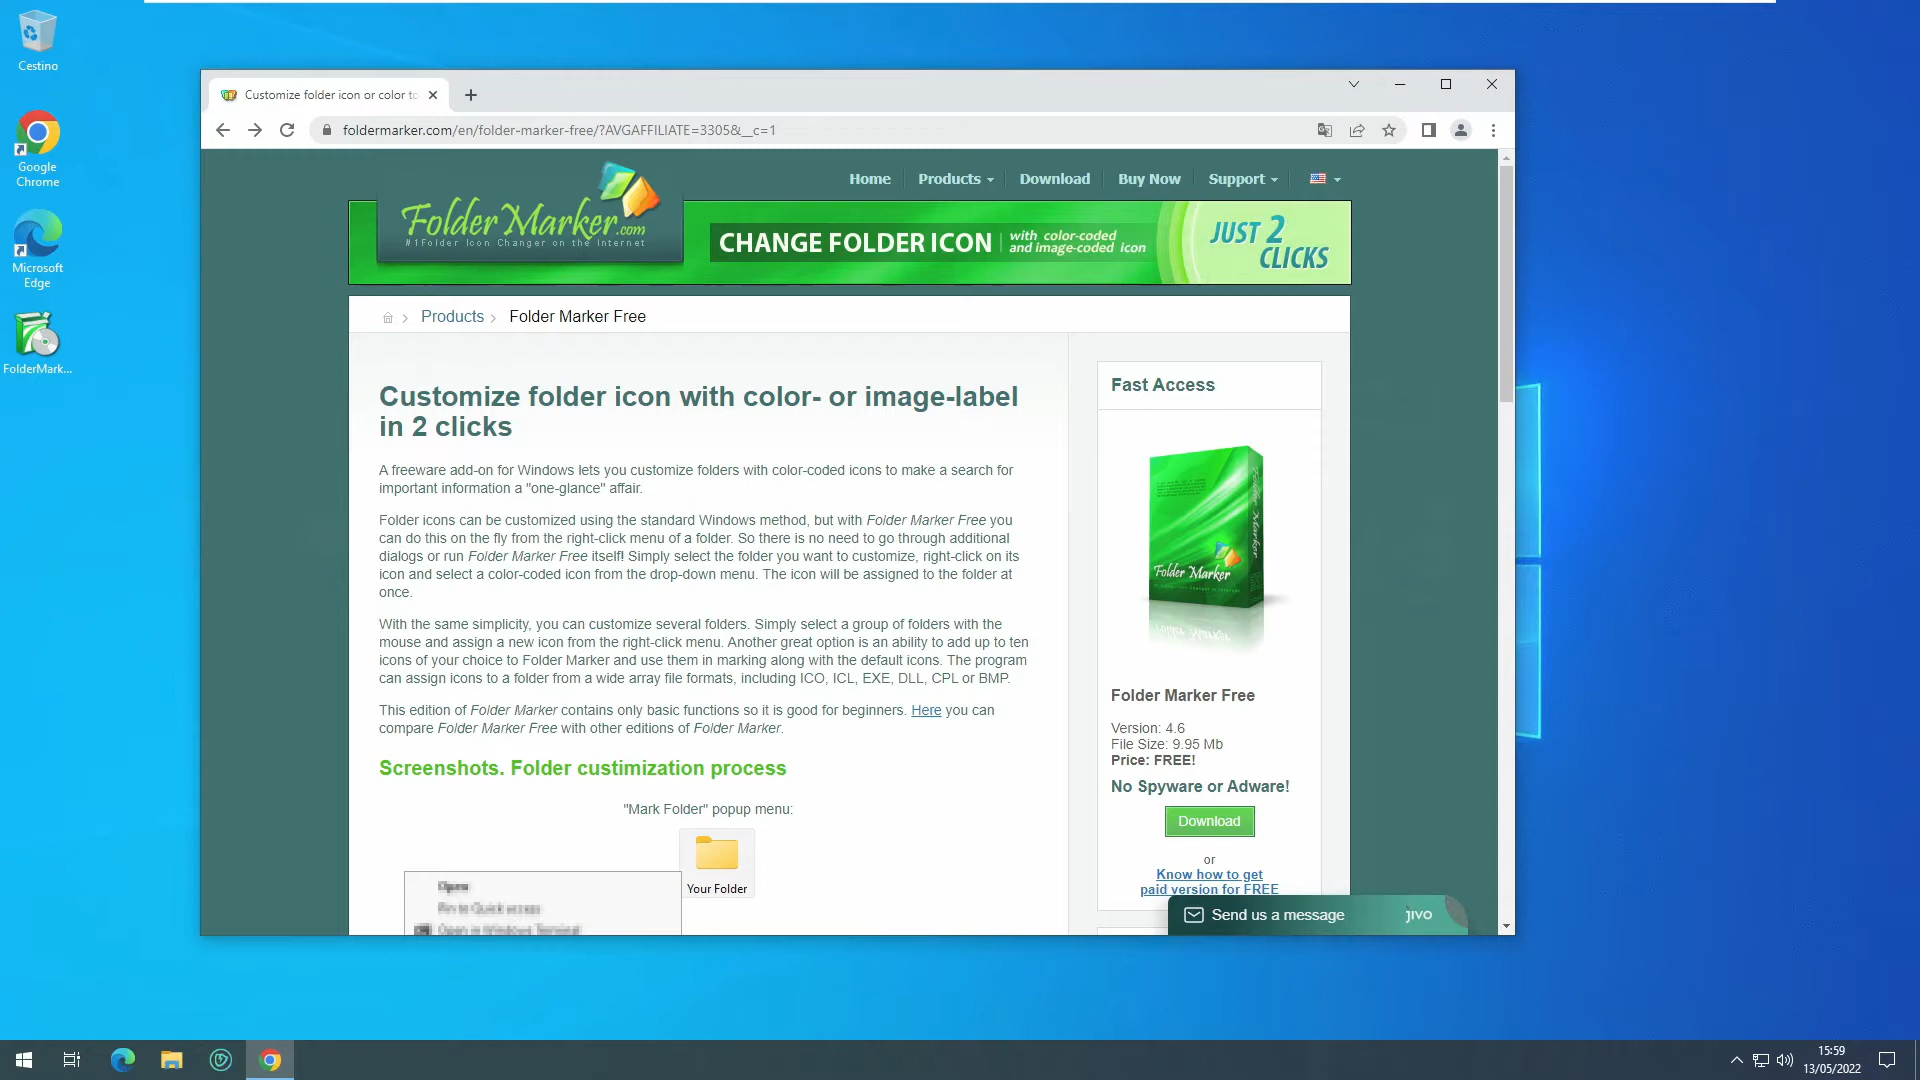 Cestino
Google
Chrome
Microsoft
Edge
FolderMark...
Customize folder icon or color to
foldermarker.com/en/folder-marker-free/?AVGAFFILIATE=3305&__c=1
Home
Products
Download
Buy Now
Support
FolderMarker.com
#1Folder Icon Changer on the Internet
CHANGE FOLDER ICON
with color-coded
and image-coded icon
JUST 2
CLICKS
Products
Folder Marker Free
Customize folder icon with color- or image-label
in 2 clicks
A freeware add-on for Windows lets you customize folders with color-coded icons to make a search for
important information a "one-glance" affair.
Folder icons can be customized using the standard Windows method, but with Folder Marker Free you
can do this on the fly from the right-click menu of a folder. So there is no need to go through additional
dialogs or run Folder Marker Free itself! Simply select the folder you want to customize, right-click on its
icon and select a color-coded icon from the drop-down menu. The icon will be assigned to the folder at
once.
With the same simplicity, you can customize several folders. Simply select a group of folders with the
mouse and assign a new icon from the right-click menu. Another great option is an ability to add up to ten
icons of your choice to Folder Marker and use them in marking along with the default icons. The program
can assign icons to a folder from a wide array file formats, including ICO, ICL, EXE, DLL, CPL or BMP.
This edition of Folder Marker contains only basic functions so it is good for beginners. Here you can
compare Folder Marker Free with other editions of Folder Marker.
Screenshots. Folder custimization process
"Mark Folder" popup menu:
Your Folder
Open
Pin to Quick access
Open in Windows Terminal
Fast Access
Folder Marker
Folder Marker
Folder Marker Free
Version: 4.6
File Size: 9.95 Mb
Price: FREE!
No Spyware or Adware!
Download
or
Know how to get
paid version for FREE
Send us a message
jivo
15:59
13/05/2022